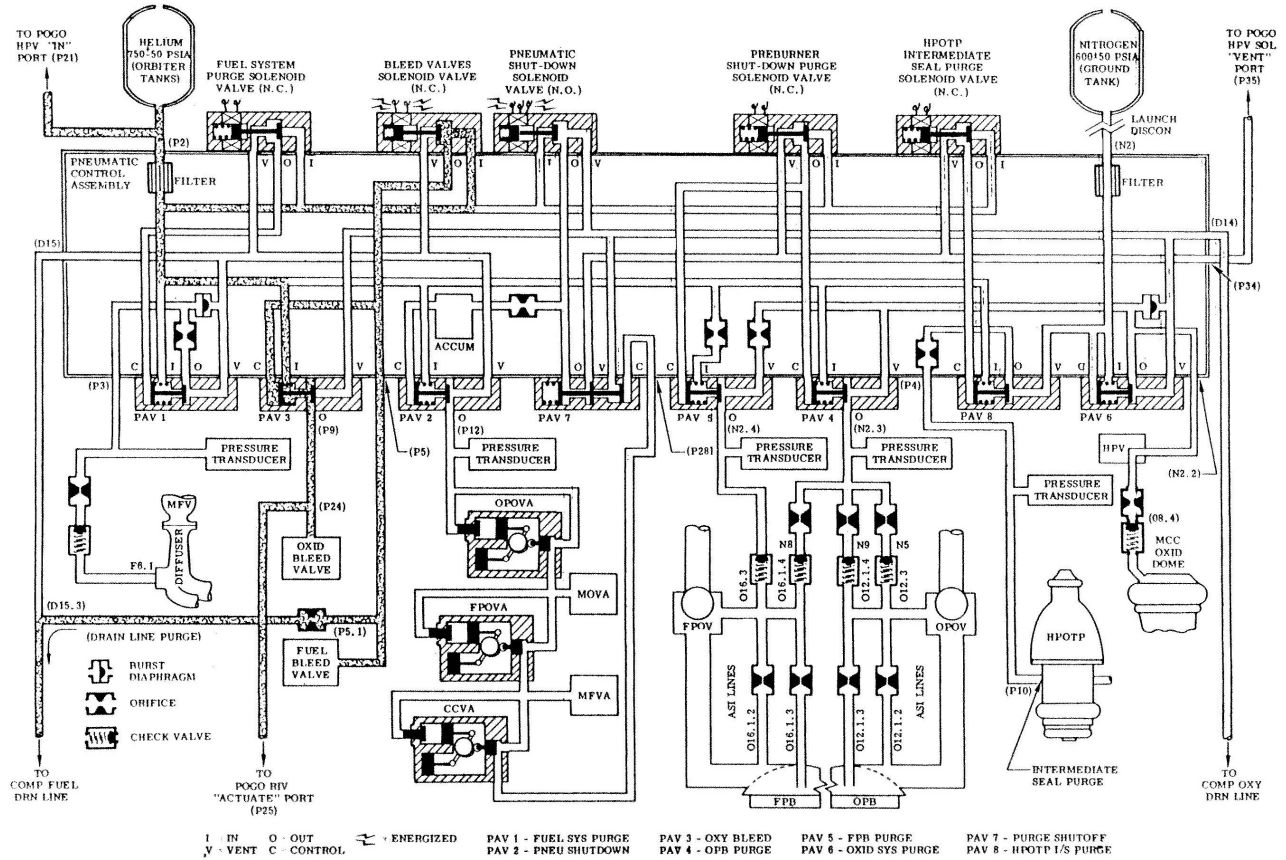 TO POGO
HPV "IN"
PORT (P21)
HELIUM
750-50 PSIA
(ORBITER
TANKS)
FUEL SYSTEM
PURGE SOLENOID
VALVE (N.C.)
BLEED VALVES
SOLENOID VALVE
(N.C.)
PNEUMATIC
SHUT-DOWN
SOLENOID
VALVE (N.O.)
PREBURNER
SHUT-DOWN PURGE
SOLENOID VALVE
(N.C.)
HPOTP
INTERMEDIATE
SEAL PURGE
SOLENOID VALVE
(N.C.)
NITROGEN
600±50 PSIA
(GROUND
TANK)
TO POGO
HPV SOL
"VENT"
PORT
(P35)
LAUNCH
DISCON
(P2)
(N2)
PNEUMATIC
CONTROL
ASSEMBLY
FILTER
FILTER
V O I
V O I
V O I
V O I
V O I
(D15)
(D14)
(P34)
ACCUM
(P3)
C I O V
C I O V
C I O V
I O V C
C I O V
C I V
(P4)
C I O V
C I O V
PAV 1
PAV 3
PAV 2
PAV 7
PAV 5
PAV 4
PAV 8
PAV 6
(P9)
(P5)
(P12)
(P28)
(N2.4)
(N2.3)
(N2.2)
PRESSURE
TRANSDUCER
PRESSURE
TRANSDUCER
PRESSURE
TRANSDUCER
PRESSURE
TRANSDUCER
PRESSURE
TRANSDUCER
HPV
(O8.4)
MCC
OXID
DOME
MFV
DIFFUSER
F6.1
(P24)
OXID
BLEED
VALVE
OPOVA
MOVA
FPOVA
MFVA
CCVA
N8
N9
N5
O16.3
O16.1.4
O12.1.4
O12.3
FPOV
OPOV
HPOTP
(D15.3)
(DRAIN LINE PURGE)
(P5.1)
FUEL
BLEED
VALVE
ASI LINES
O16.1.2
O16.1.3
O12.1.3
O12.1.2
ASI LINES
(P10)
FPB
OPB
INTERMEDIATE
SEAL PURGE
BURST
DIAPHRAGM
ORIFICE
CHECK VALVE
TO
COMP FUEL
DRN LINE
TO
POGO RIV
"ACTUATE" PORT
(P25)
TO
COMP OXY
DRN LINE
I - IN O - OUT - ENERGIZED
V - VENT C - CONTROL
PAV 1 - FUEL SYS PURGE
PAV 2 - PNEU SHUTDOWN
PAV 3 - OXY BLEED
PAV 4 - OPB PURGE
PAV 5 - FPB PURGE
PAV 6 - OXID SYS PURGE
PAV 7 - PURGE SHUTOFF
PAV 8 - HPOTP I/S PURGE